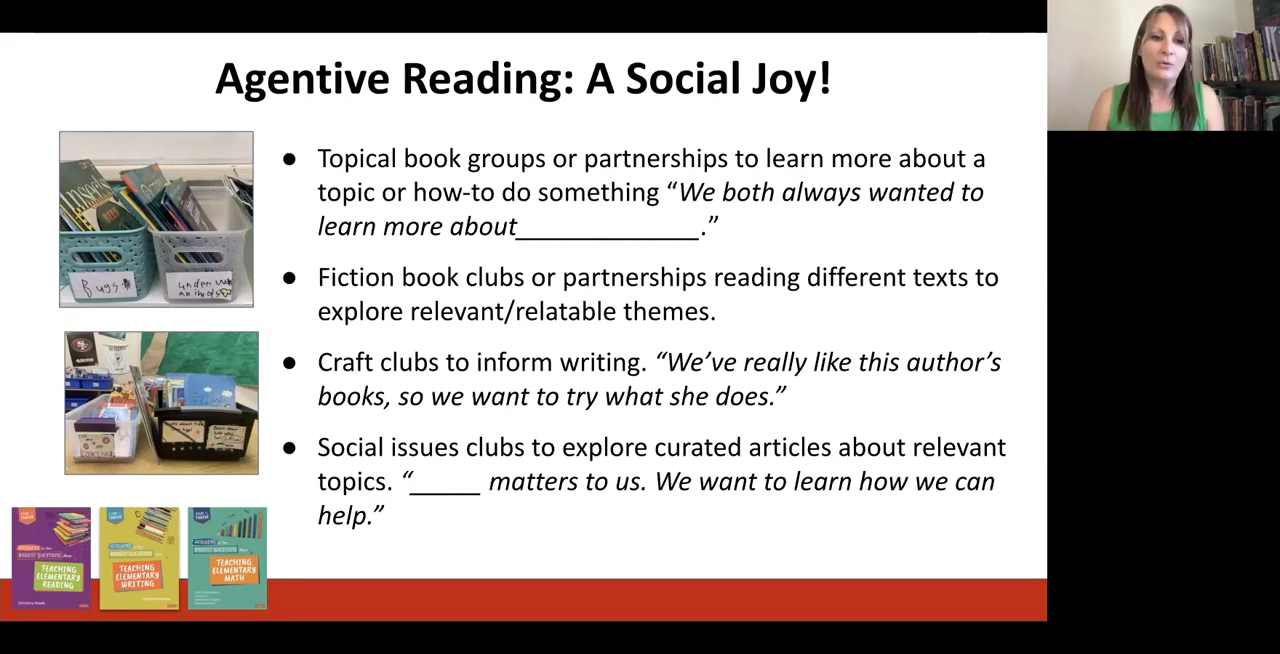 Agentive Reading: A Social Joy!
● Topical book groups or partnerships to learn more about a
topic or how-to do something “We both always wanted to
learn more about_____________.”
● Fiction book clubs or partnerships reading different texts to
explore relevant/relatable themes.
● Craft clubs to inform writing. “We’ve really like this author’s
books, so we want to try what she does.”
● Social issues clubs to explore curated articles about relevant
topics. “_____ matters to us. We want to learn how we can
help.”
Insects
Bugs
TEACHING
ELEMENTARY
READING
TEACHING
ELEMENTARY
WRITING
TEACHING
ELEMENTARY
MATH